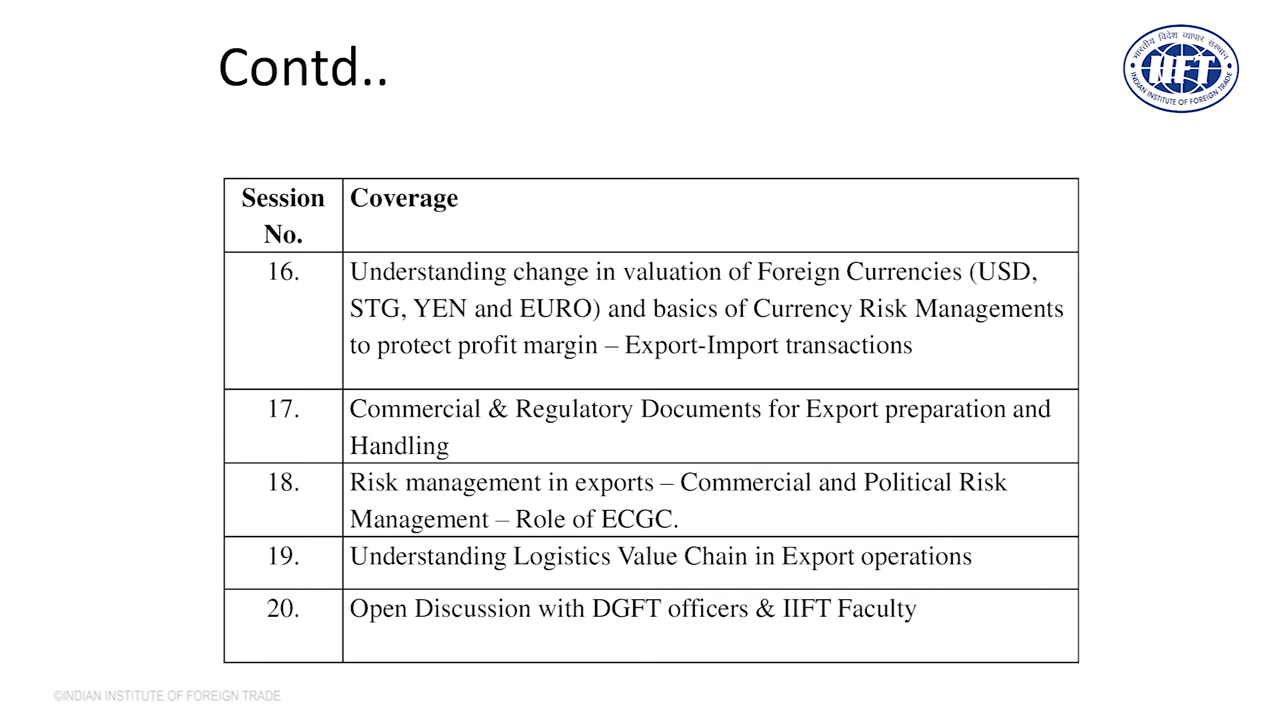 Contd..
भारतीय विदेश व्यापार संस्थान
IIFT
INDIAN INSTITUTE OF FOREIGN TRADE
Session No.
Coverage
16.
Understanding change in valuation of Foreign Currencies (USD,
STG, YEN and EURO) and basics of Currency Risk Managements
to protect profit margin – Export-Import transactions
17.
Commercial & Regulatory Documents for Export preparation and
Handling
18.
Risk management in exports – Commercial and Political Risk
Management – Role of ECGC.
19.
Understanding Logistics Value Chain in Export operations
20.
Open Discussion with DGFT officers & IIFT Faculty
©INDIAN INSTITUTE OF FOREIGN TRADE